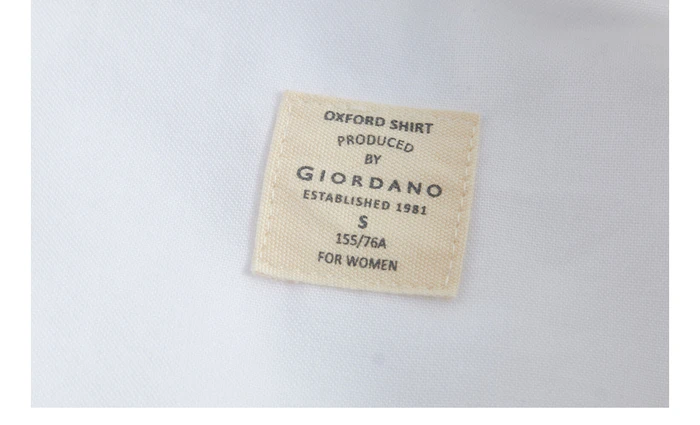 OXFORD SHIRT
PRODUCED
BY
GIORDANO
ESTABLISHED 1981
S
155/76A
FOR WOMEN